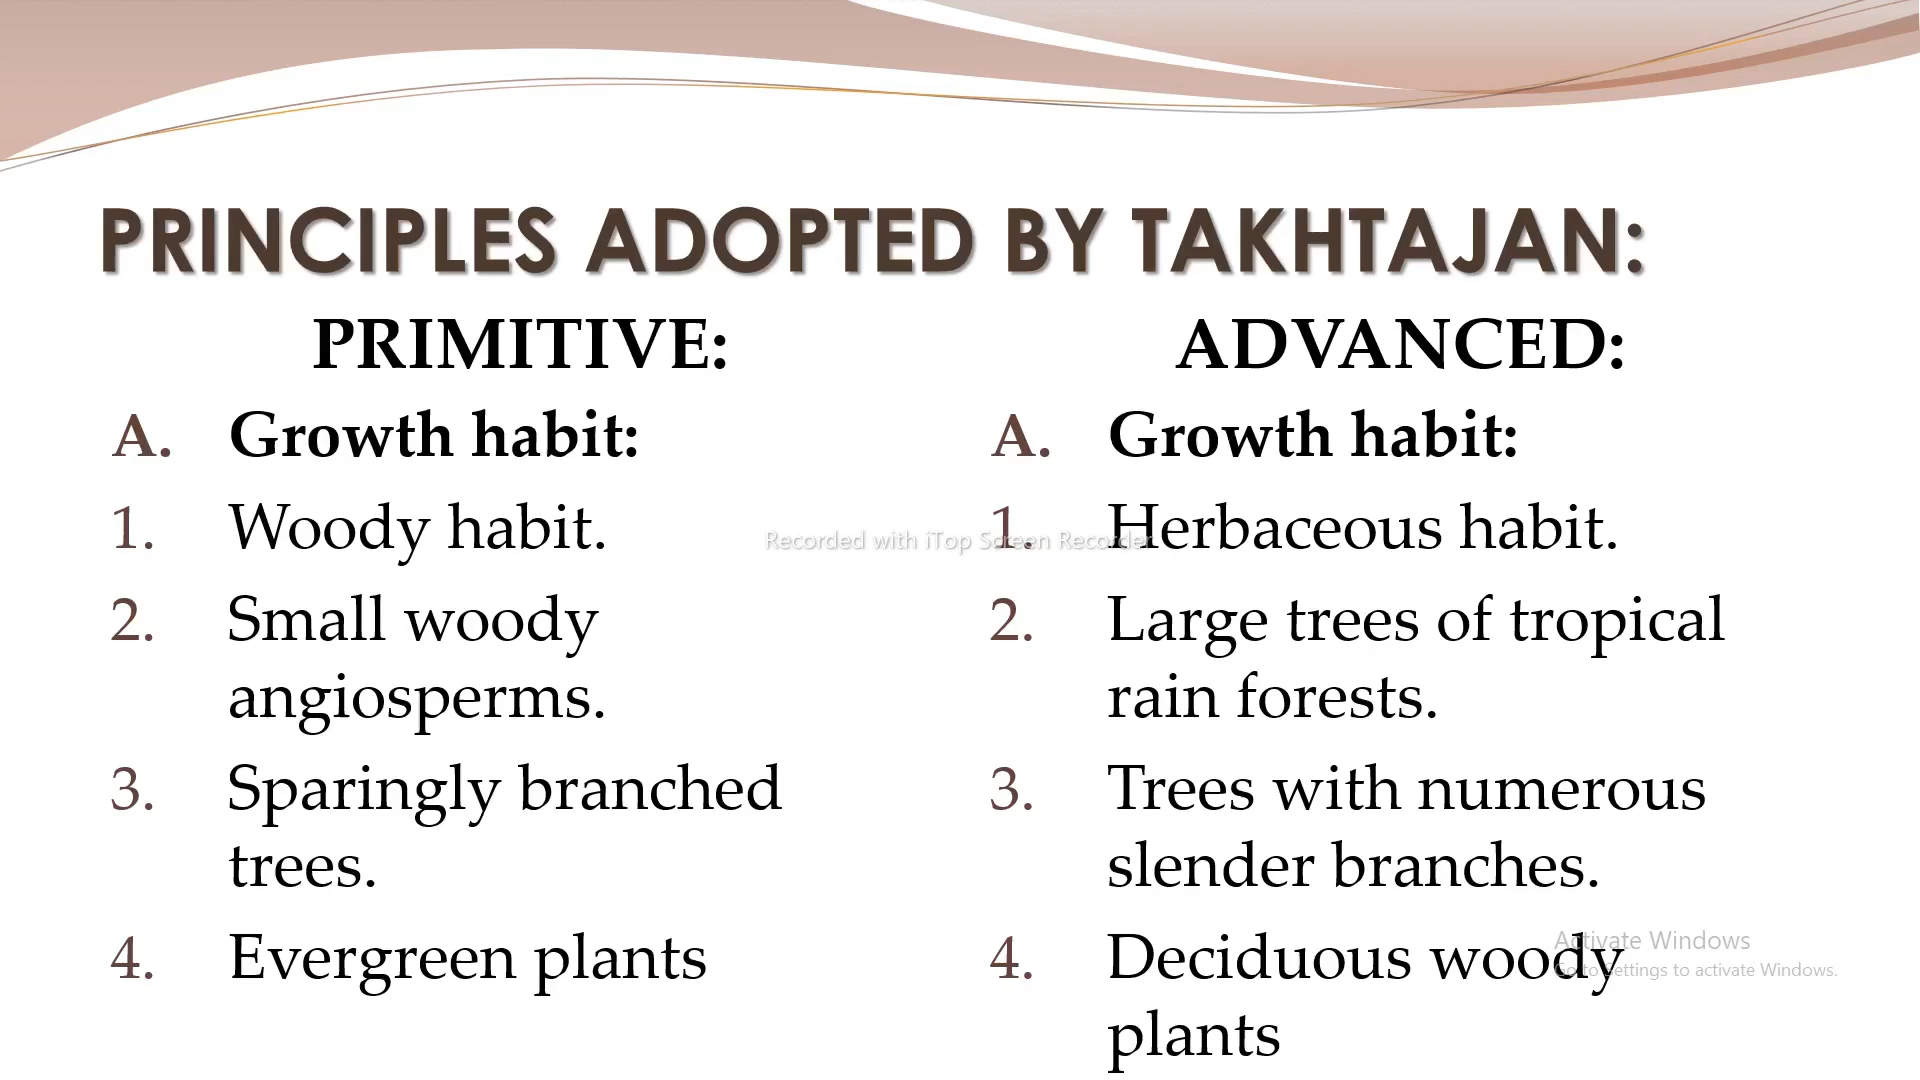 PRINCIPLES ADOPTED BY TAKHTAJAN:
PRIMITIVE:
A. Growth habit:
1. Woody habit.
2. Small woody
angiosperms.
3. Sparingly branched
trees.
4. Evergreen plants
ADVANCED:
A. Growth habit:
1. Herbaceous habit.
2. Large trees of tropical
rain forests.
3. Trees with numerous
slender branches.
4. Deciduous woody
plants
Recorded with iTop Screen Recorder
Activate Windows
Go to Settings to activate Windows.